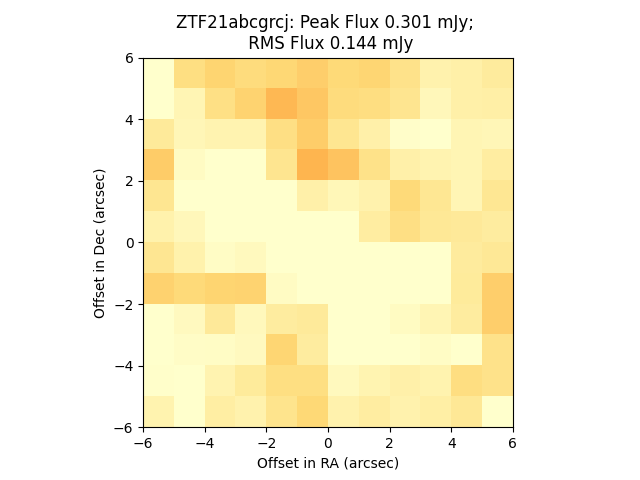 ZTF21abcgrcj: Peak Flux 0.301 mJy;
RMS Flux 0.144 mJy
6
4
2
0
−2
−4
−6
Offset in Dec (arcsec)
−6 −4 −2 0 2 4 6
Offset in RA (arcsec)